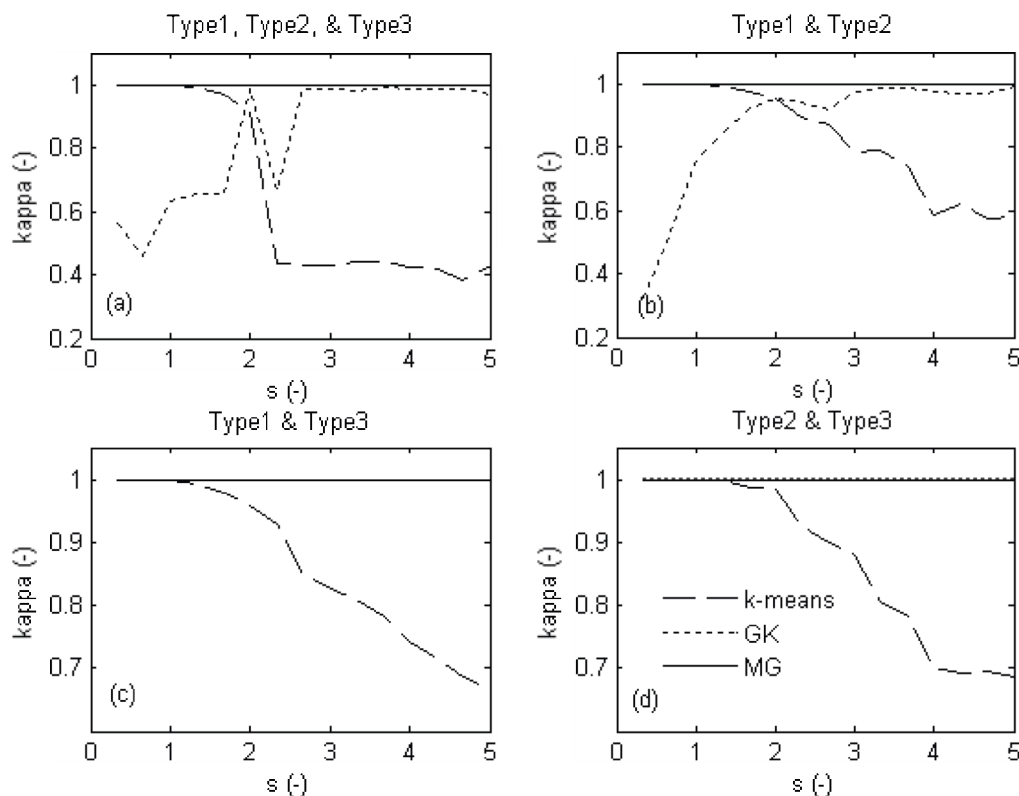 Type1, Type2, & Type3
kappa (-)
1
0.8
0.6
0.4
0.2
(a)
0 1 2 3 4 5
s (-)
Type1 & Type2
kappa (-)
1
0.8
0.6
0.4
0.2
(b)
0 1 2 3 4 5
s (-)
Type1 & Type3
kappa (-)
1
0.9
0.8
0.7
(c)
0 1 2 3 4 5
s (-)
Type2 & Type3
kappa (-)
1
0.9
0.8
0.7
k-means
GK
MG
(d)
0 1 2 3 4 5
s (-)